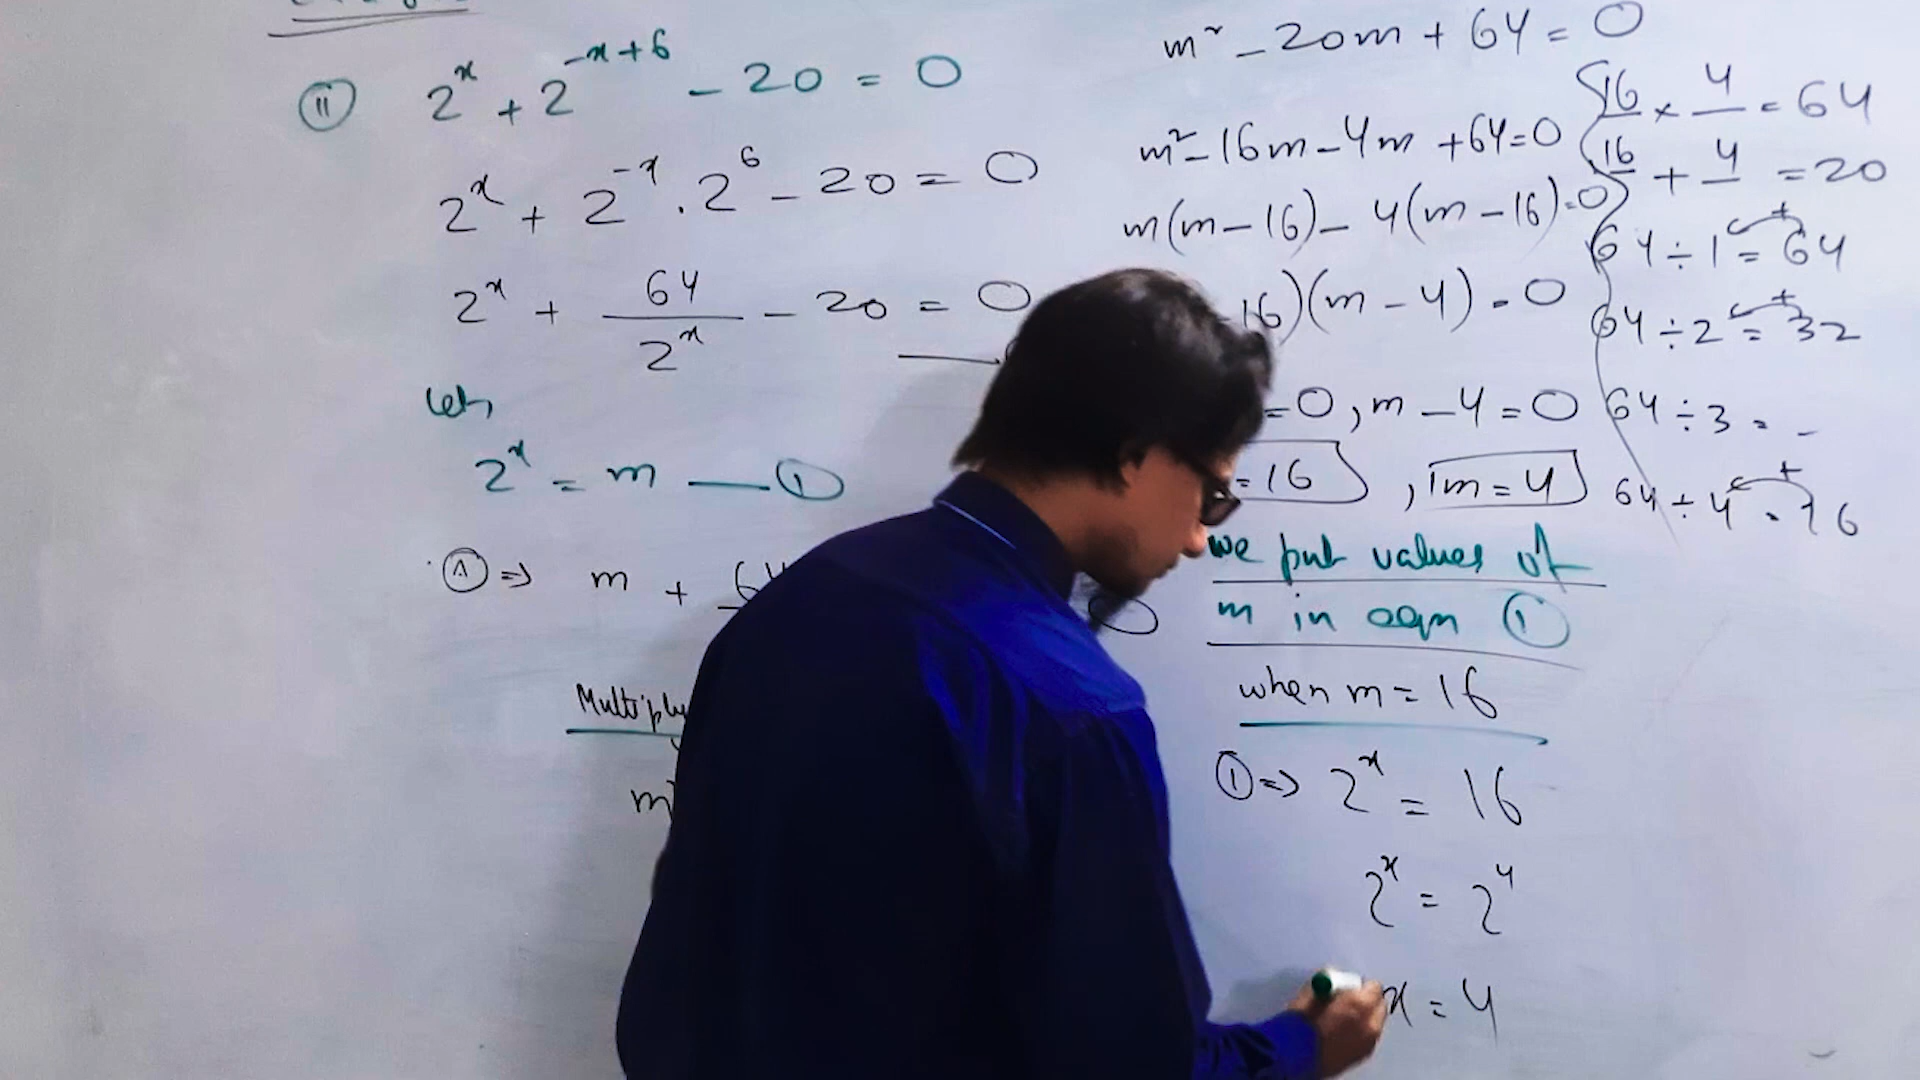 (ii) 2^x + 2^(-x+6) - 20 = 0
2^x + 2^-x . 2^6 - 20 = 0
2^x + 64/2^x - 20 = 0
let
2^x = m — ①
Ⓐ => m +
Multiply
m² - 20m + 64 = 0
m² - 16m - 4m + 64 = 0
m(m - 16) - 4(m - 16) = 0
16)(m - 4) = 0
= 0, m - 4 = 0
= 16, m = 4
we put values of
m in eqn ①
when m = 16
① => 2^x = 16
2^x = 2^4
x = 4
16 × 4 = 64
16 + 4 = 20
64 ÷ 1 = 64
64 ÷ 2 = 32
64 ÷ 3 = -
64 ÷ 4 = 16